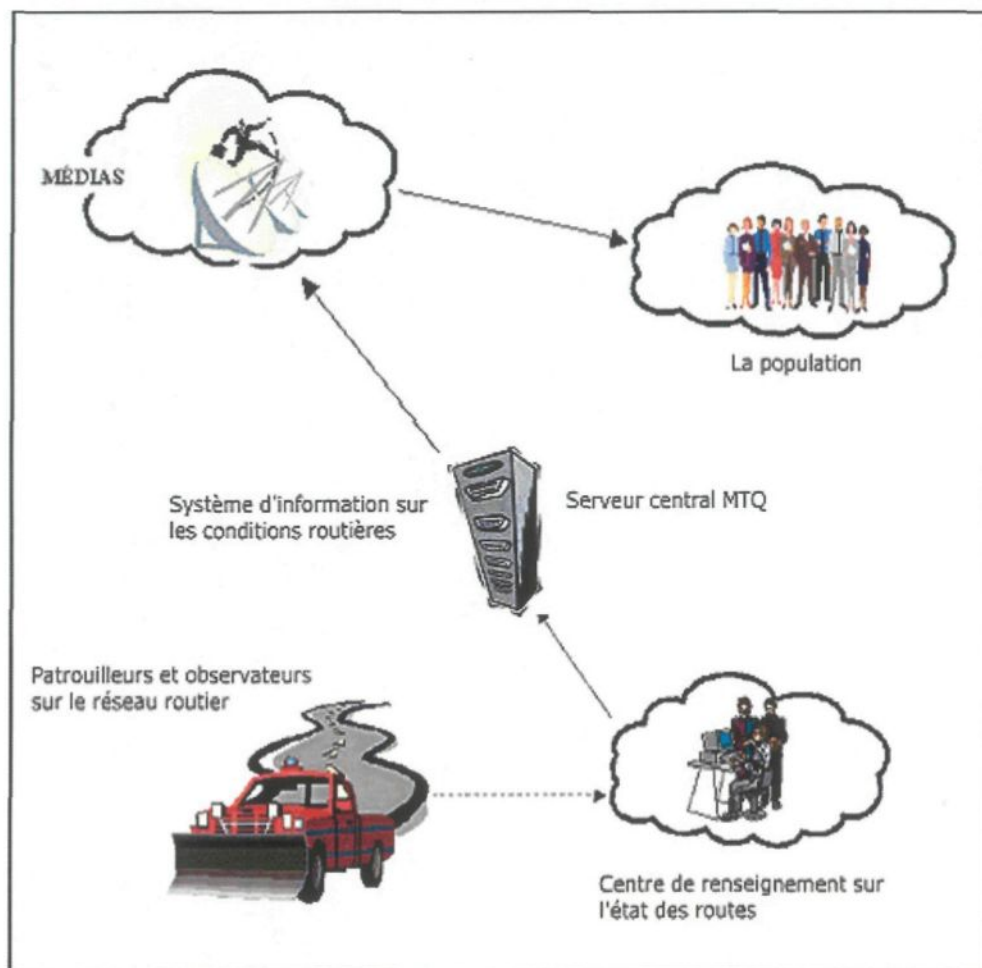 MÉDIAS
La population
Système d'information sur
les conditions routières
Serveur central MTQ
Patrouilleurs et observateurs
sur le réseau routier
Centre de renseignement sur
l'état des routes